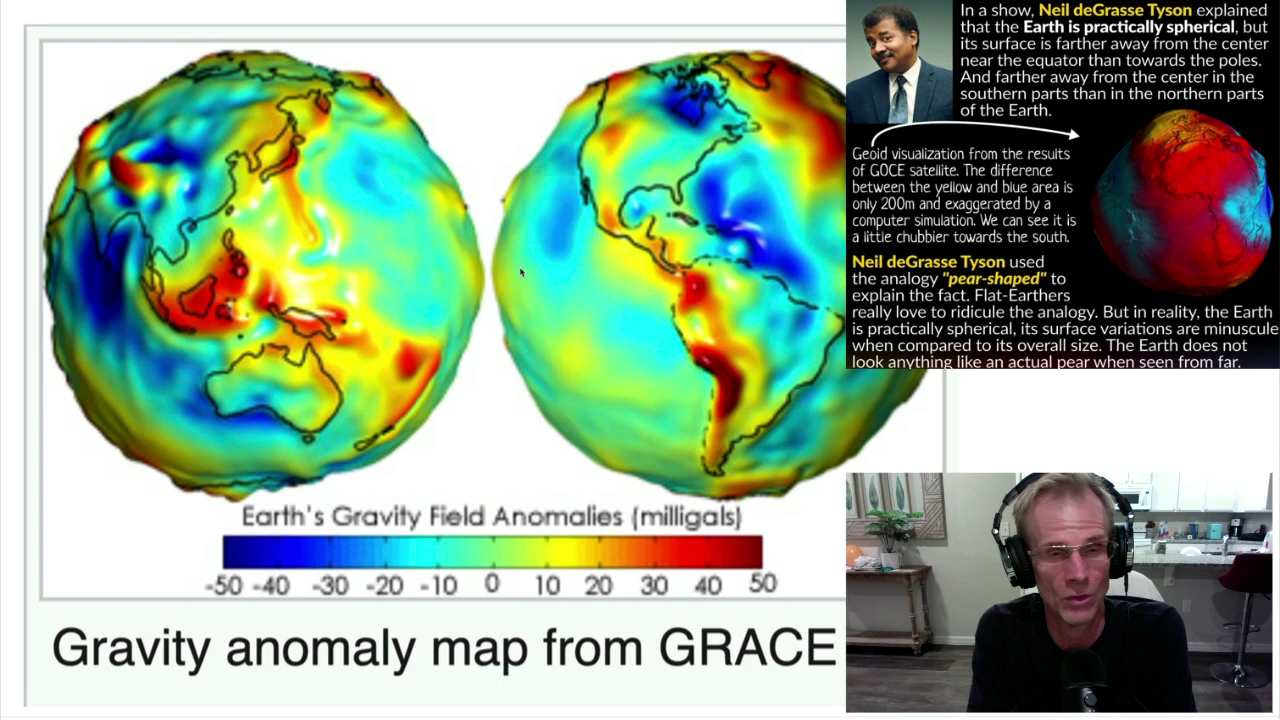 Earth's Gravity Field Anomalies (milligals)
-50 -40 -30 -20 -10 0 10 20 30 40 50
Gravity anomaly map from GRACE
In a show, Neil deGrasse Tyson explained
that the Earth is practically spherical, but
its surface is farther away from the center
near the equator than towards the poles.
And farther away from the center in the
southern parts than in the northern parts
of the Earth.
Geoid visualization from the results
of GOCE satellite. The difference
between the yellow and blue area is
only 200m and exaggerated by a
computer simulation. We can see it is
a little chubbier towards the south.
Neil deGrasse Tyson used
the analogy "pear-shaped" to
explain the fact. Flat-Earthers
really love to ridicule the analogy. But in reality, the Earth
is practically spherical, its surface variations are minuscule
when compared to its overall size. The Earth does not
look anything like an actual pear when seen from far.